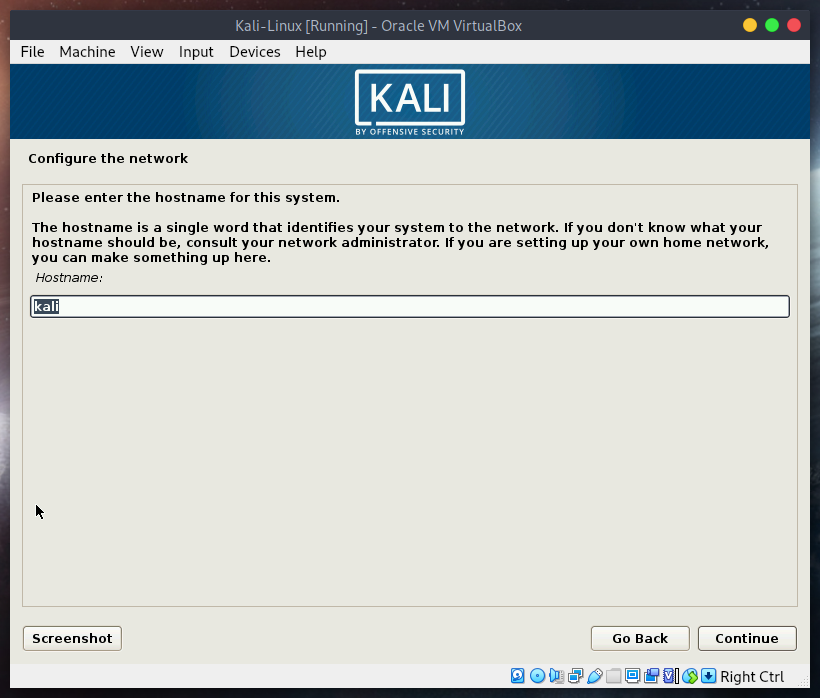 Kali-Linux [Running] - Oracle VM VirtualBox
File Machine View Input Devices Help
KALI
BY OFFENSIVE SECURITY
Configure the network
Please enter the hostname for this system.
The hostname is a single word that identifies your system to the network. If you don't know what your
hostname should be, consult your network administrator. If you are setting up your own home network,
you can make something up here.
Hostname:
kali
Screenshot Go Back Continue
Right Ctrl